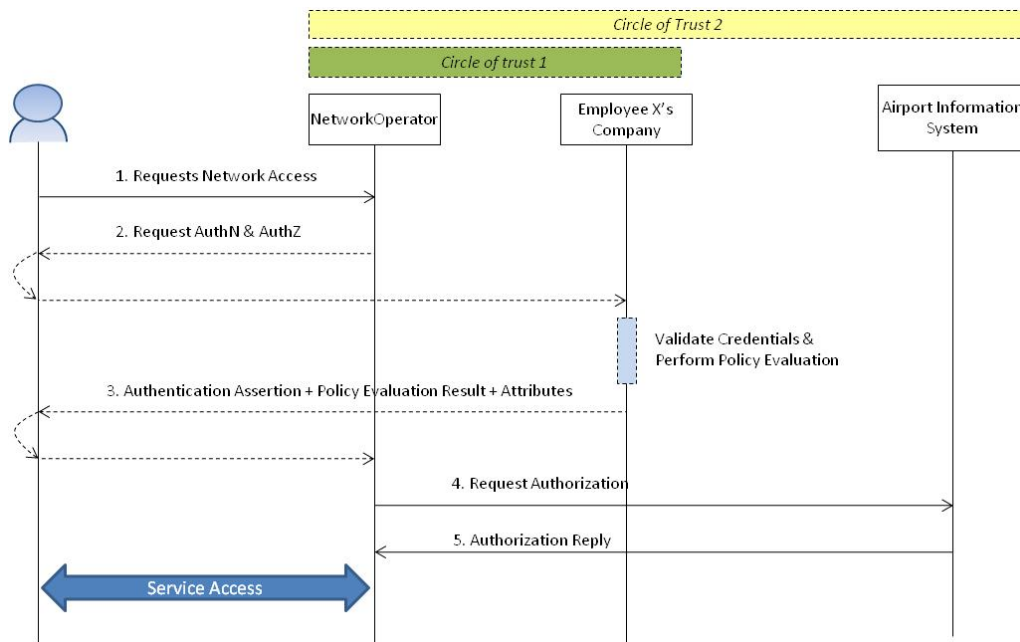 Circle of Trust 2
Circle of trust 1
NetworkOperator
Employee X's
Company
Airport Information
System
1. Requests Network Access
2. Request AuthN & AuthZ
Validate Credentials &
Perform Policy Evaluation
3. Authentication Assertion + Policy Evaluation Result + Attributes
4. Request Authorization
5. Authorization Reply
Service Access